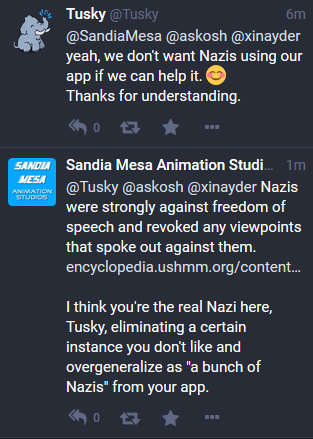 Tusky @Tusky 6m
@SandiaMesa @askosh @xinayder
yeah, we don't want Nazis using our
app if we can help it. 😊
Thanks for understanding.
0
SANDIA
MESA
ANIMATION
STUDIOS
Sandia Mesa Animation Studi... 1m
@Tusky @askosh @xinayder Nazis
were strongly against freedom of
speech and revoked any viewpoints
that spoke out against them.
encyclopedia.ushmm.org/content...
I think you're the real Nazi here,
Tusky, eliminating a certain
instance you don't like and
overgeneralize as "a bunch of
Nazis" from your app.
0